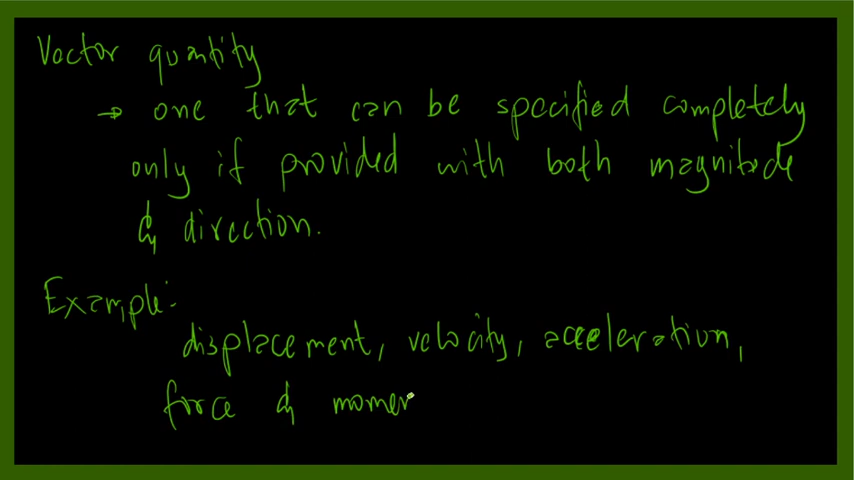 Vector quantity
→ one that can be specified completely
only if provided with both magnitude
& direction.
Example:
displacement, velocity, acceleration,
force & momen